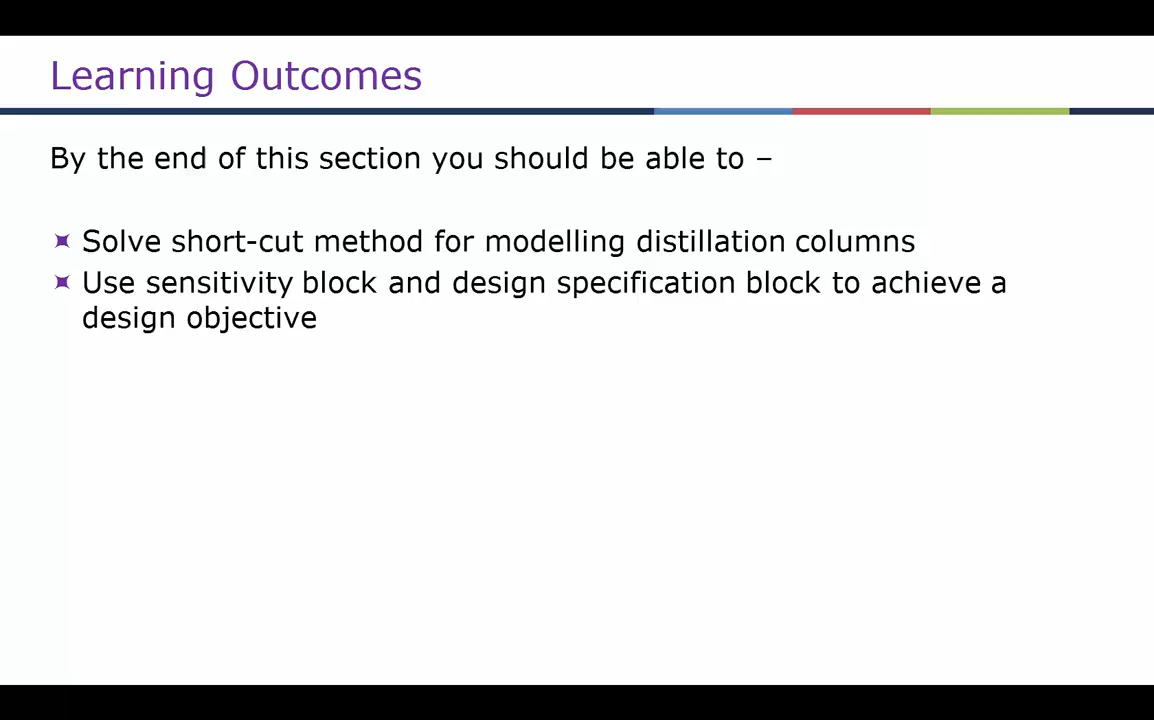 Learning Outcomes
By the end of this section you should be able to –
Solve short-cut method for modelling distillation columns
Use sensitivity block and design specification block to achieve a
design objective